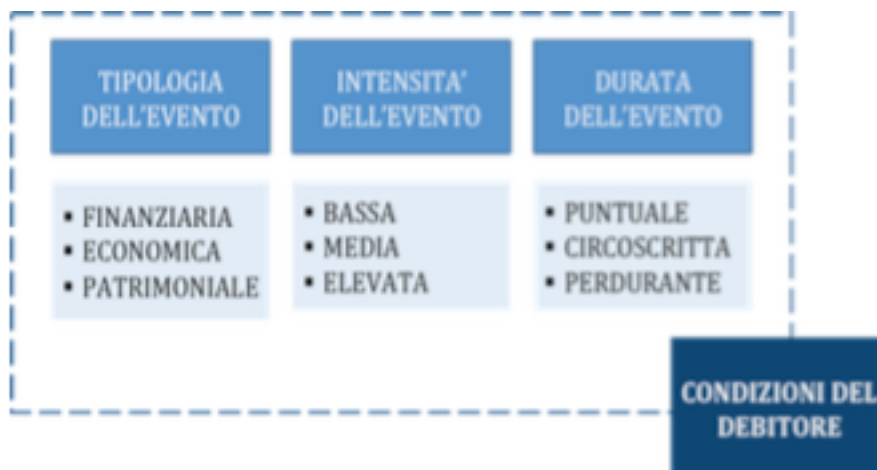 TIPOLOGIA
DELL'EVENTO
INTENSITA'
DELL'EVENTO
DURATA
DELL'EVENTO
▪ FINANZIARIA
▪ ECONOMICA
▪ PATRIMONIALE
▪ BASSA
▪ MEDIA
▪ ELEVATA
▪ PUNTUALE
▪ CIRCOSCRITTA
▪ PERDURANTE
CONDIZIONI DEL
DEBITORE